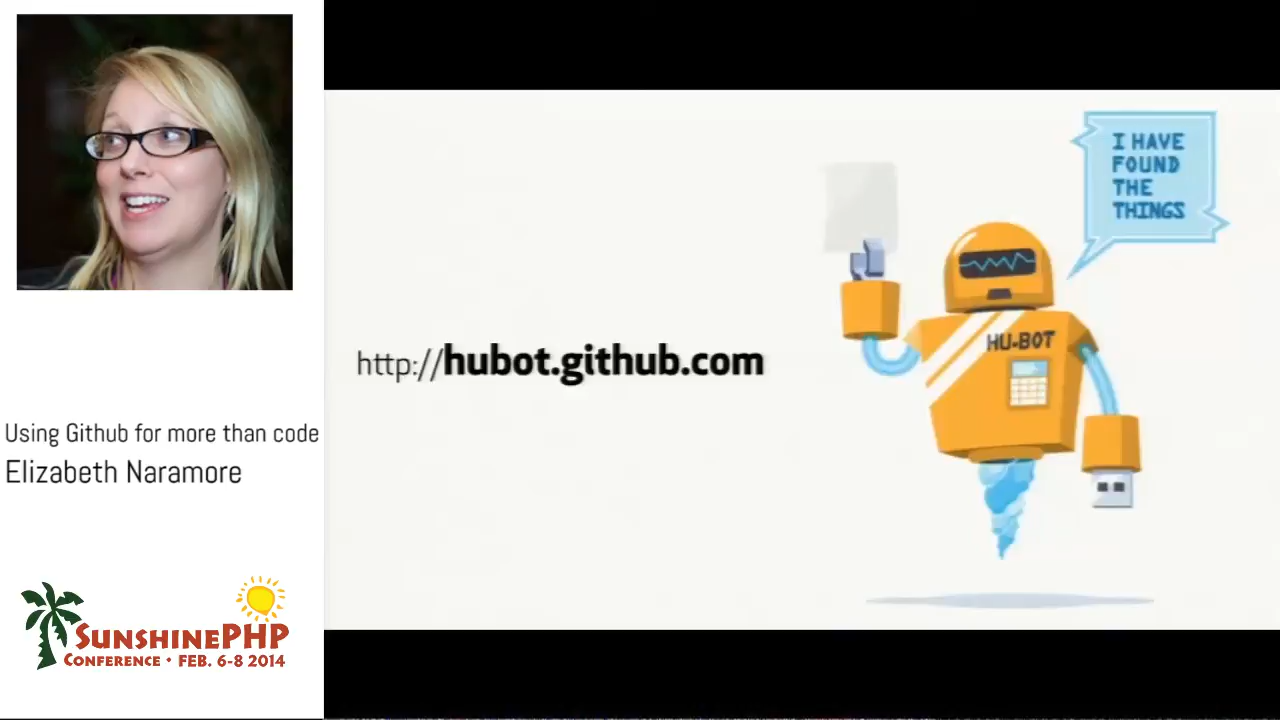 Using Github for more than code
Elizabeth Naramore
SunshinePHP
Conference • Feb. 6-8 2014
http://hubot.github.com
I HAVE
FOUND
THE
THINGS
HU-BOT